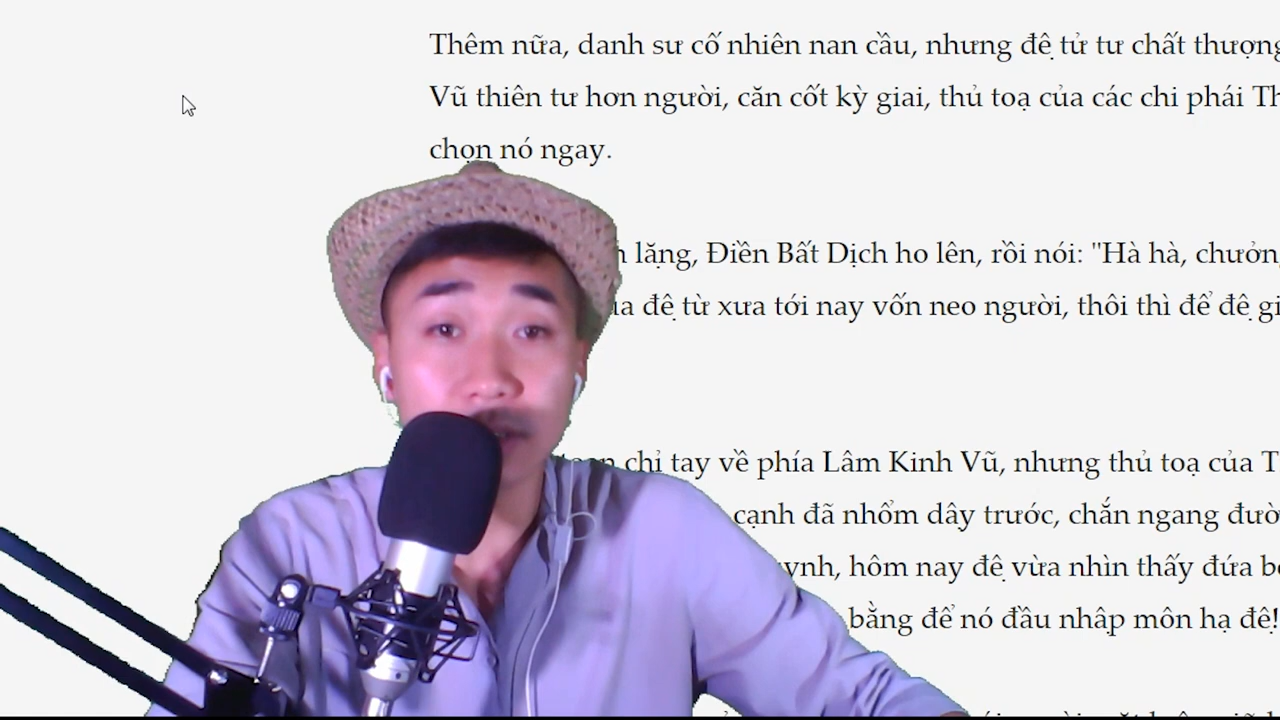 Thêm nữa, danh sư cố nhiên nan cầu, nhưng đệ tử tư chất thượng
Vũ thiên tư hơn người, căn cốt kỳ giai, thủ toạ của các chi phái Th
chọn nó ngay.
lặng, Điền Bất Dịch ho lên, rồi nói: "Hà hà, chưởn
đệ từ xưa tới nay vốn neo người, thôi thì để đệ gi
chỉ tay về phía Lâm Kinh Vũ, nhưng thủ toạ của T
cạnh đã nhổm dây trước, chắn ngang đườ
ynh, hôm nay đệ vừa nhìn thấy đứa b
bằng để nó đầu nhập môn hạ đệ!